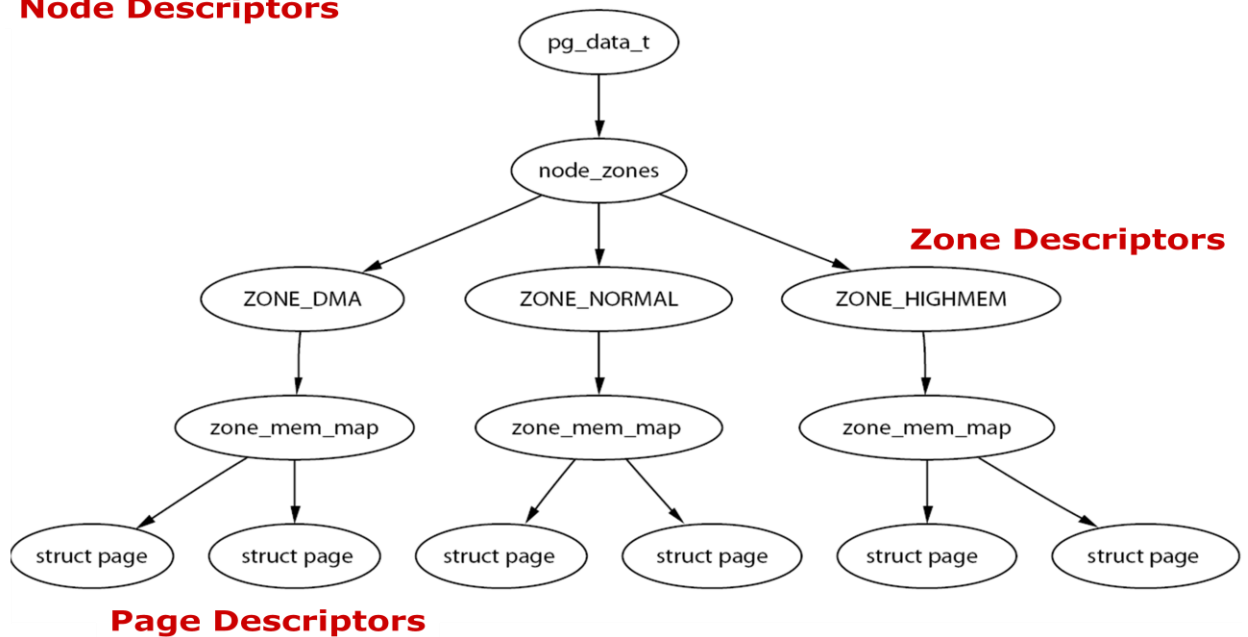 Node Descriptors
pg_data_t
node_zones
Zone Descriptors
ZONE_DMA
ZONE_NORMAL
ZONE_HIGHMEM
zone_mem_map
zone_mem_map
zone_mem_map
struct page
struct page
struct page
struct page
struct page
struct page
Page Descriptors